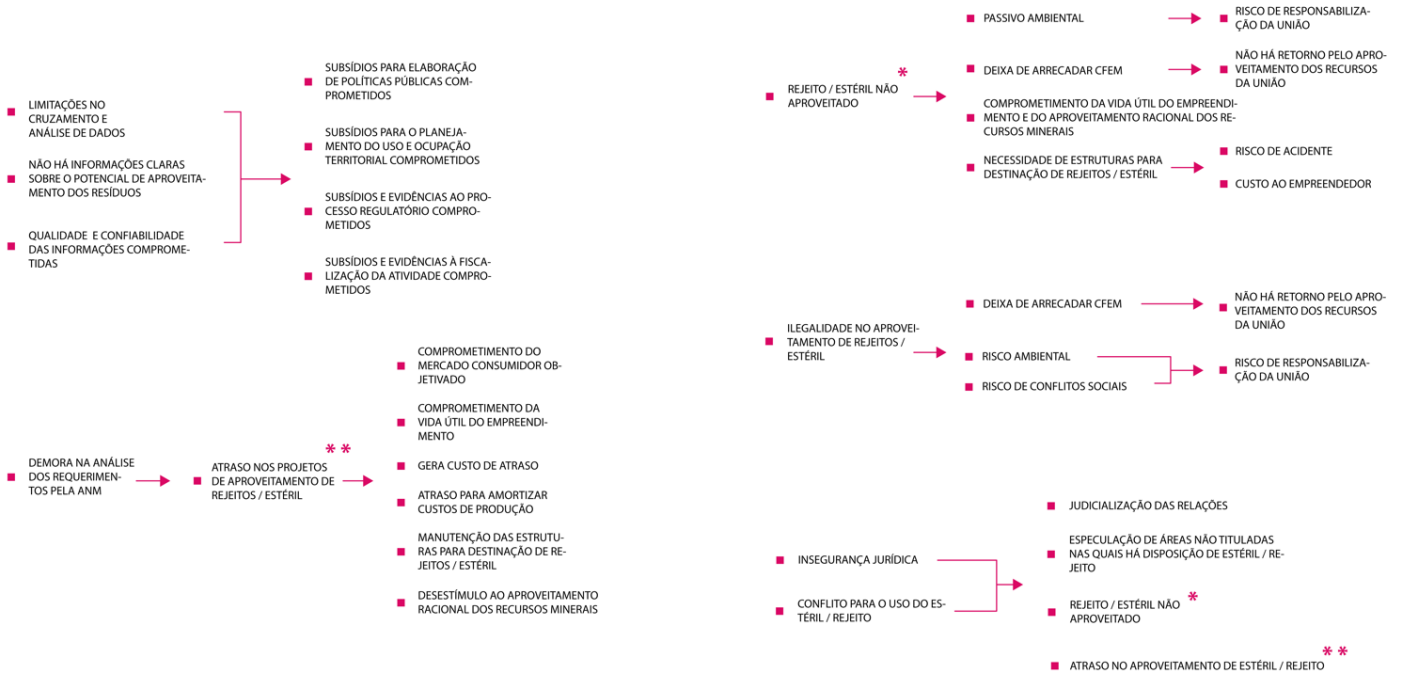 LIMITAÇÕES NO
CRUZAMENTO E
ANÁLISE DE DADOS
NÃO HÁ INFORMAÇÕES CLARAS
SOBRE O POTENCIAL DE APROVEITA-
MENTO DOS RESÍDUOS
QUALIDADE E CONFIABILIDADE
DAS INFORMAÇÕES COMPROME-
TIDAS
SUBSÍDIOS PARA ELABORAÇÃO
DE POLÍTICAS PÚBLICAS COM-
PROMETIDOS
SUBSÍDIOS PARA O PLANEJA-
MENTO DO USO E OCUPAÇÃO
TERRITORIAL COMPROMETIDOS
SUBSÍDIOS E EVIDÊNCIAS AO PRO-
CESSO REGULATÓRIO COMPRO-
METIDOS
SUBSÍDIOS E EVIDÊNCIAS À FISCA-
LIZAÇÃO DA ATIVIDADE COMPRO-
METIDOS
DEMORA NA ANÁLISE
DOS REQUERIMEN-
TOS PELA ANM
**
ATRASO NOS PROJETOS
DE APROVEITAMENTO DE
REJEITOS / ESTÉRIL
COMPROMETIMENTO DO
MERCADO CONSUMIDOR OB-
JETIVADO
COMPROMETIMENTO DA
VIDA ÚTIL DO EMPREENDI-
MENTO
GERA CUSTO DE ATRASO
ATRASO PARA AMORTIZAR
CUSTOS DE PRODUÇÃO
MANUTENÇÃO DAS ESTRUTU-
RAS PARA DESTINAÇÃO DE RE-
JEITOS / ESTÉRIL
DESESTÍMULO AO APROVEITAMENTO
RACIONAL DOS RECURSOS MINERAIS
*
REJEITO / ESTÉRIL NÃO
APROVEITADO
PASSIVO AMBIENTAL
RISCO DE RESPONSABILIZA-
ÇÃO DA UNIÃO
DEIXA DE ARRECADAR CFEM
NÃO HÁ RETORNO PELO APRO-
VEITAMENTO DOS RECURSOS
DA UNIÃO
COMPROMETIMENTO DA VIDA ÚTIL DO EMPREENDI-
MENTO E DO APROVEITAMENTO RACIONAL DOS RE-
CURSOS MINERAIS
NECESSIDADE DE ESTRUTURAS PARA
DESTINAÇÃO DE REJEITOS / ESTÉRIL
RISCO DE ACIDENTE
CUSTO AO EMPREENDEDOR
ILEGALIDADE NO APROVEI-
TAMENTO DE REJEITOS /
ESTÉRIL
DEIXA DE ARRECADAR CFEM
NÃO HÁ RETORNO PELO APRO-
VEITAMENTO DOS RECURSOS
DA UNIÃO
RISCO AMBIENTAL
RISCO DE CONFLITOS SOCIAIS
RISCO DE RESPONSABILIZA-
ÇÃO DA UNIÃO
INSEGURANÇA JURÍDICA
CONFLITO PARA O USO DO ES-
TÉRIL / REJEITO
JUDICIALIZAÇÃO DAS RELAÇÕES
ESPECULAÇÃO DE ÁREAS NÃO TITULADAS
NAS QUAIS HÁ DISPOSIÇÃO DE ESTÉRIL / RE-
JEITO
REJEITO / ESTÉRIL NÃO *
APROVEITADO
**
ATRASO NO APROVEITAMENTO DE ESTÉRIL / REJEITO